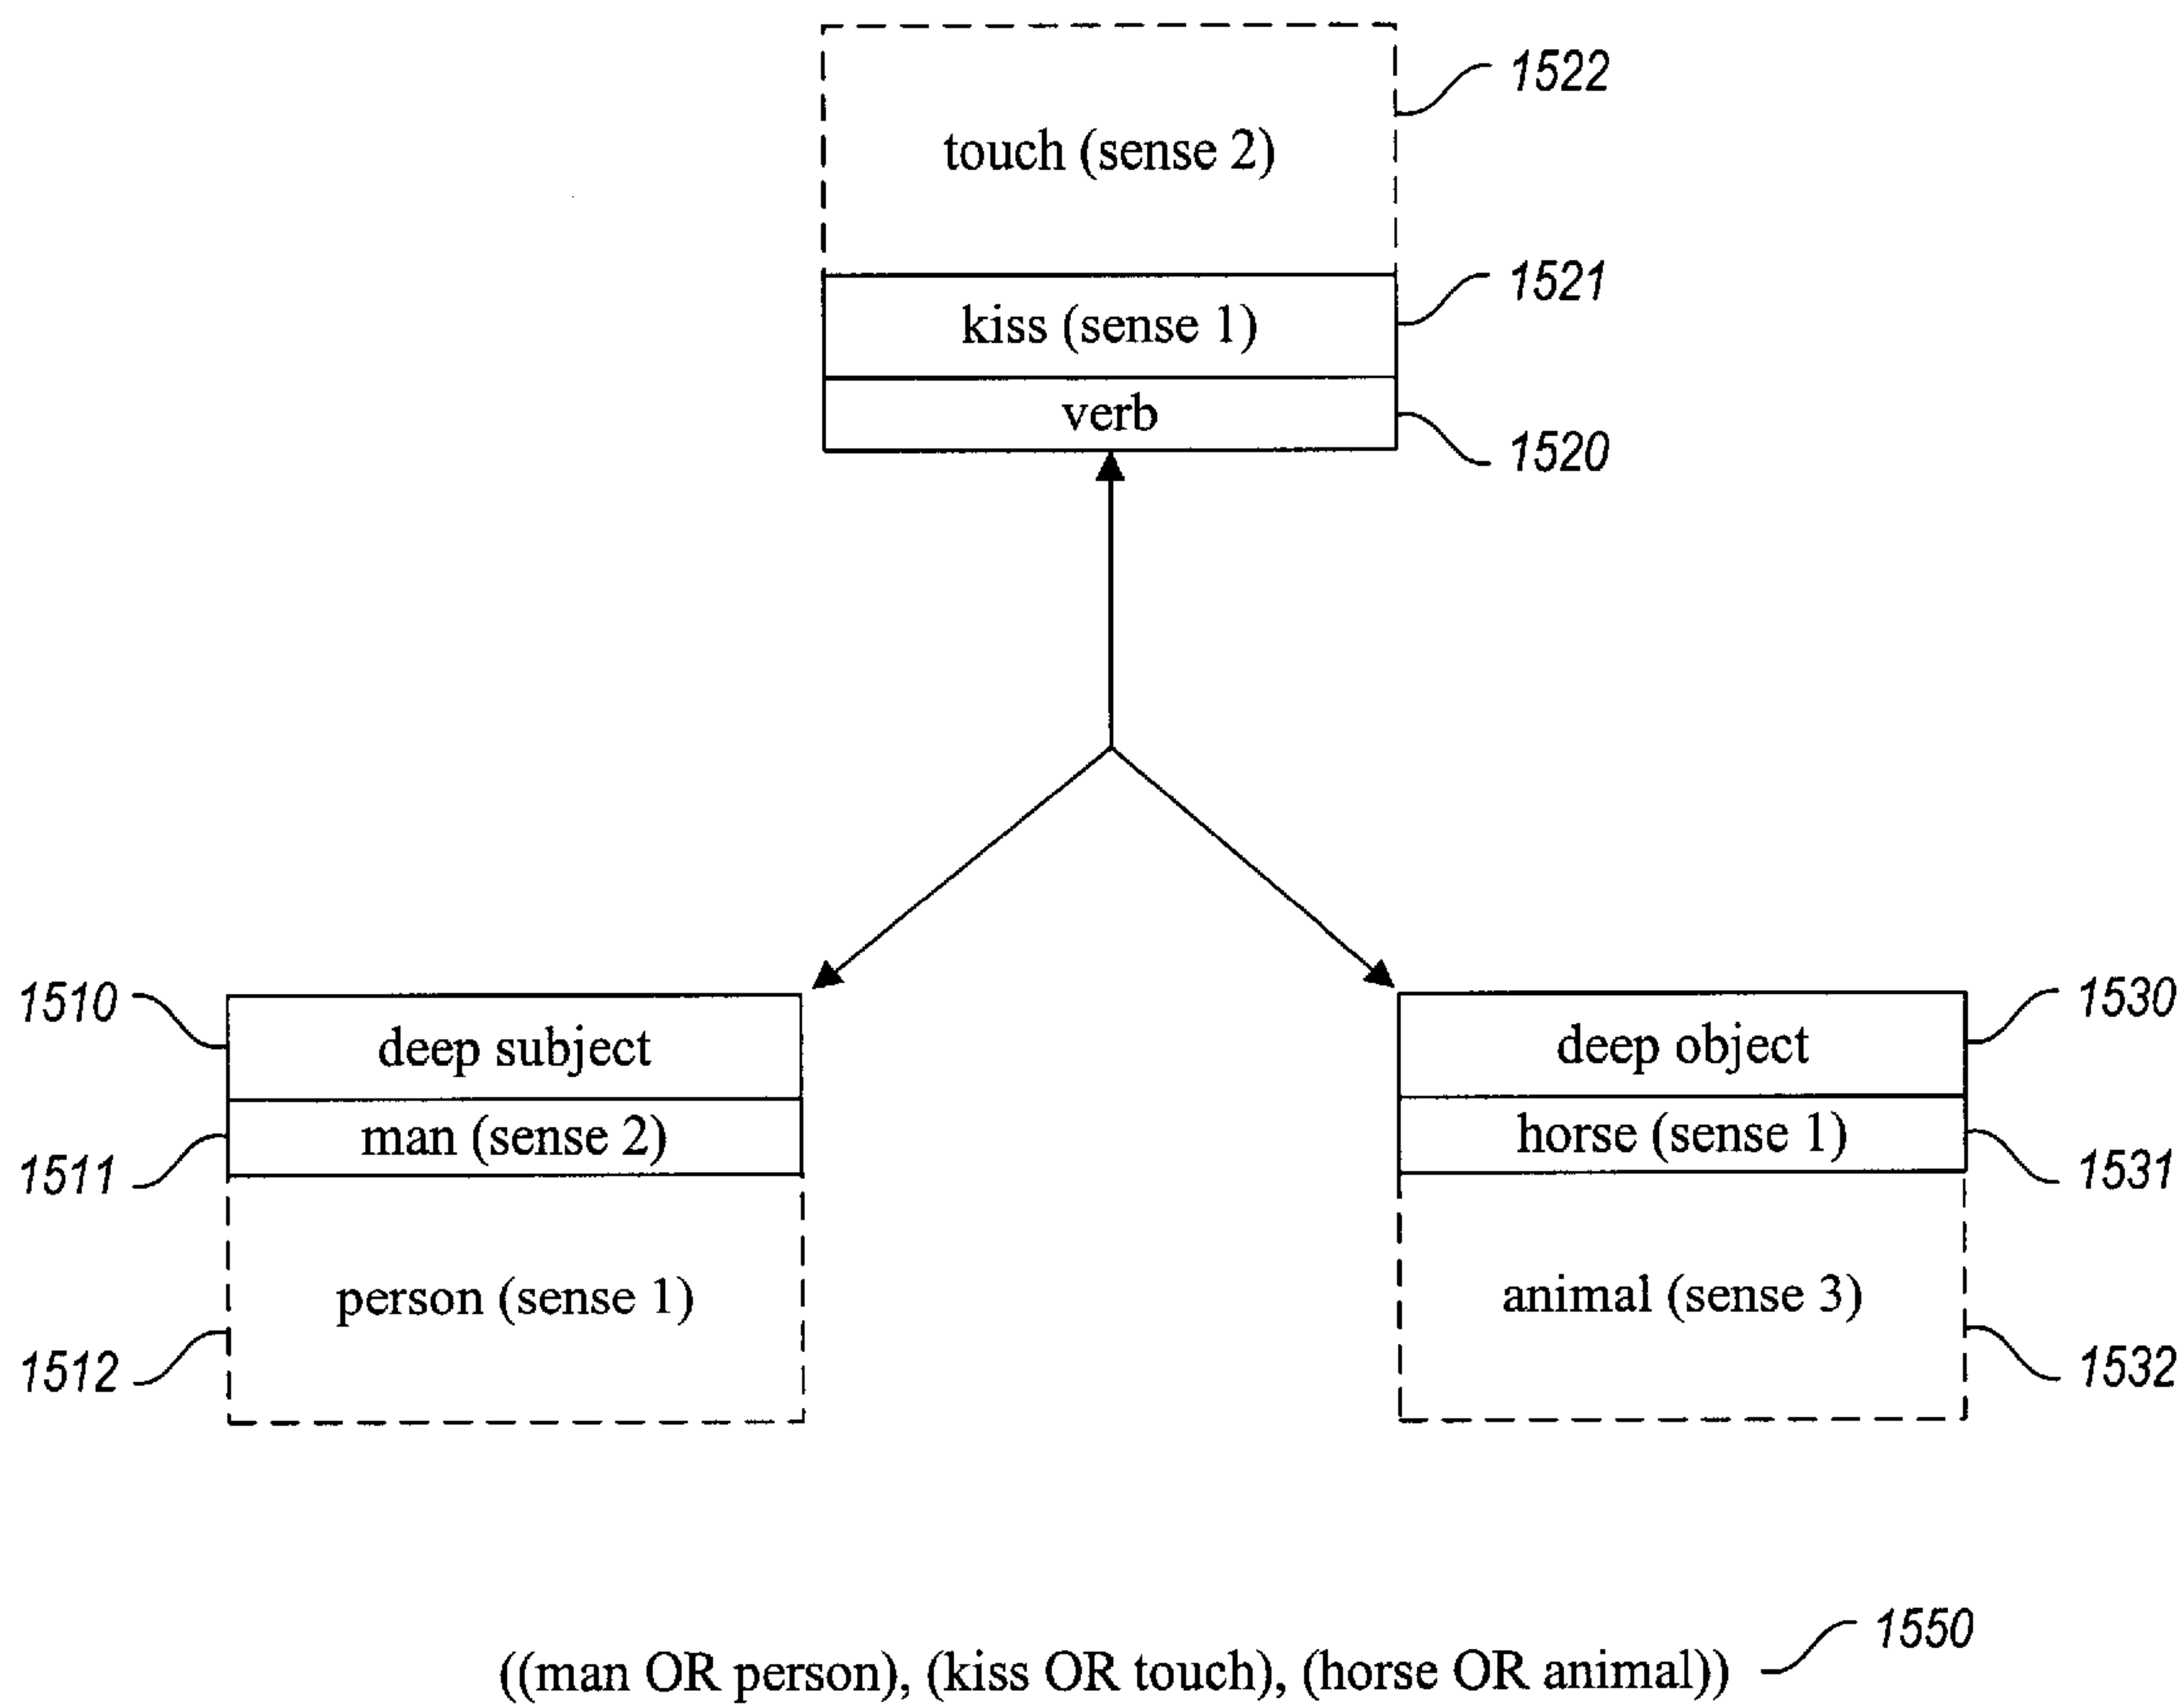 1522
touch (sense 2)
1521
kiss (sense 1)
verb
1520
1510
deep subject
1530
deep object
1511
man (sense 2)
horse (sense 1)
1531
person (sense 1)
animal (sense 3)
1512
1532
1550
((man OR person), (kiss OR touch), (horse OR animal))